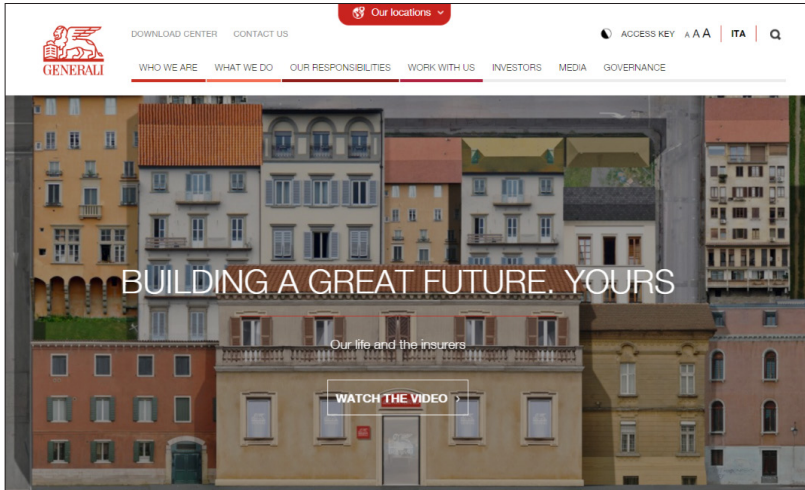 Our locations
DOWNLOAD CENTER CONTACT US
ACCESS KEY A A A ITA
GENERALI
WHO WE ARE WHAT WE DO OUR RESPONSIBILITIES WORK WITH US INVESTORS MEDIA GOVERNANCE
BUILDING A GREAT FUTURE. YOURS
Our life and the insurers
WATCH THE VIDEO